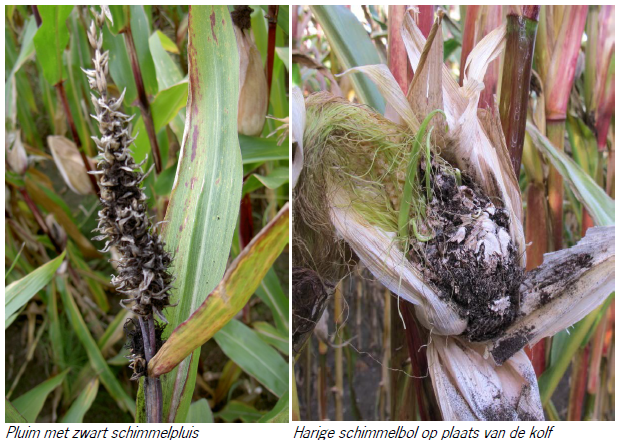 Pluim met zwart schimmelpluis
Harige schimmelbol op plaats van de kolf